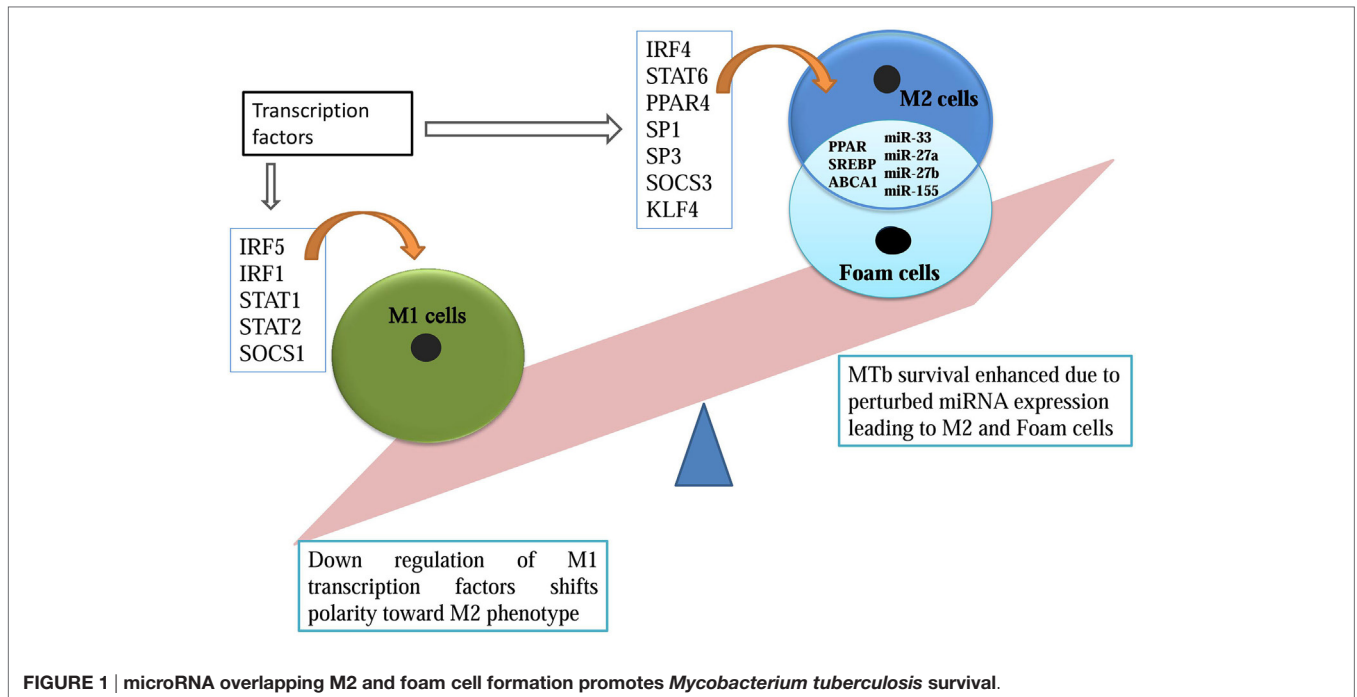 Transcription
factors
IRF5
IRF1
STAT1
STAT2
SOCS1
M1 cells
IRF4
STAT6
PPAR4
SP1
SP3
SOCS3
KLF4
M2 cells
PPAR
SREBP
ABCA1
miR-33
miR-27a
miR-27b
miR-155
Foam cells
MTb survival enhanced due to
perturbed miRNA expression
leading to M2 and Foam cells
Down regulation of M1
transcription factors shifts
polarity toward M2 phenotype
FIGURE 1 | microRNA overlapping M2 and foam cell formation promotes Mycobacterium tuberculosis survival.